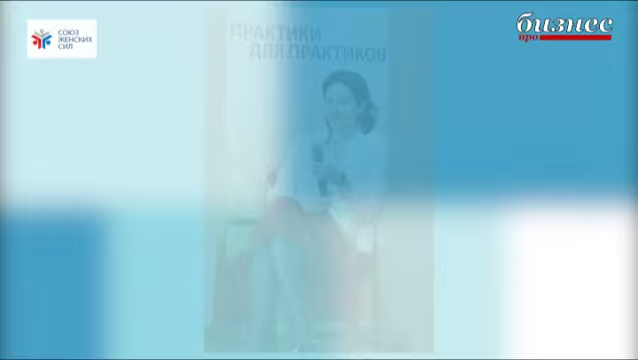 СОЮЗ
ЖЕНСКИХ
СИЛ
бизнес
про
ПРАКТИКИ
ДЛЯ ПРАКТИКОВ